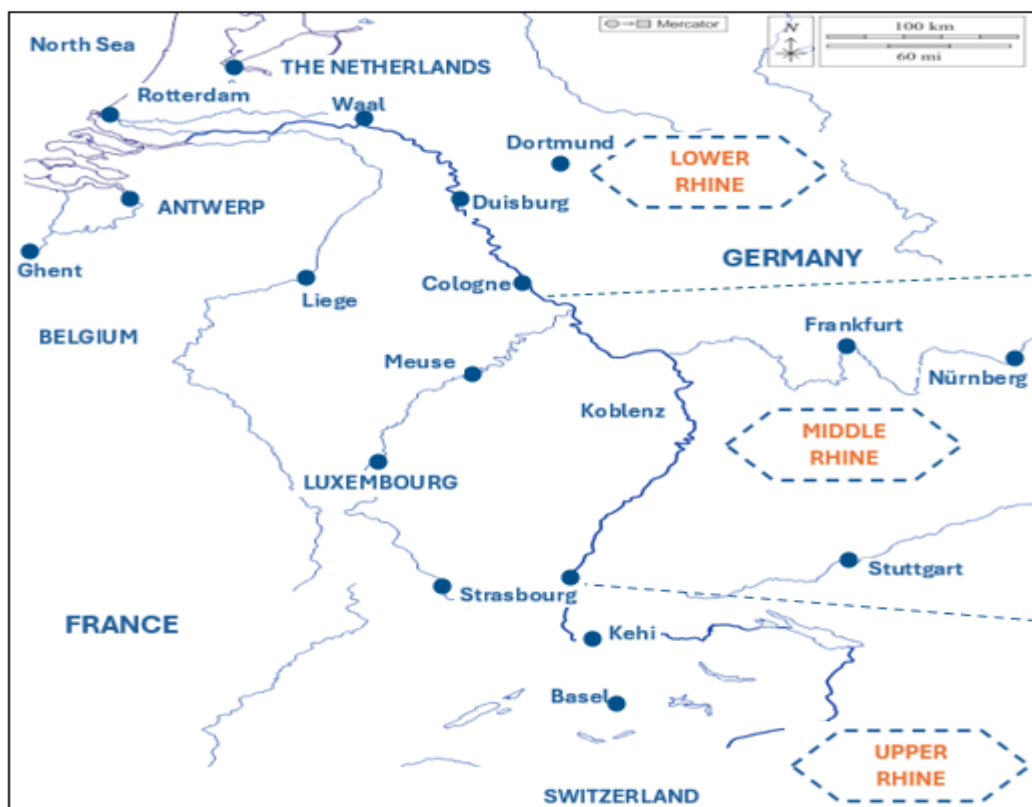 North Sea
Mercator
N
100 km
60 mi
THE NETHERLANDS
Rotterdam
Waal
Dortmund
LOWER
RHINE
ANTWERP
Duisburg
Ghent
GERMANY
Liege
Cologne
BELGIUM
Frankfurt
Meuse
Nürnberg
Koblenz
MIDDLE
RHINE
LUXEMBOURG
Stuttgart
Strasbourg
FRANCE
Kehi
Basel
UPPER
RHINE
SWITZERLAND